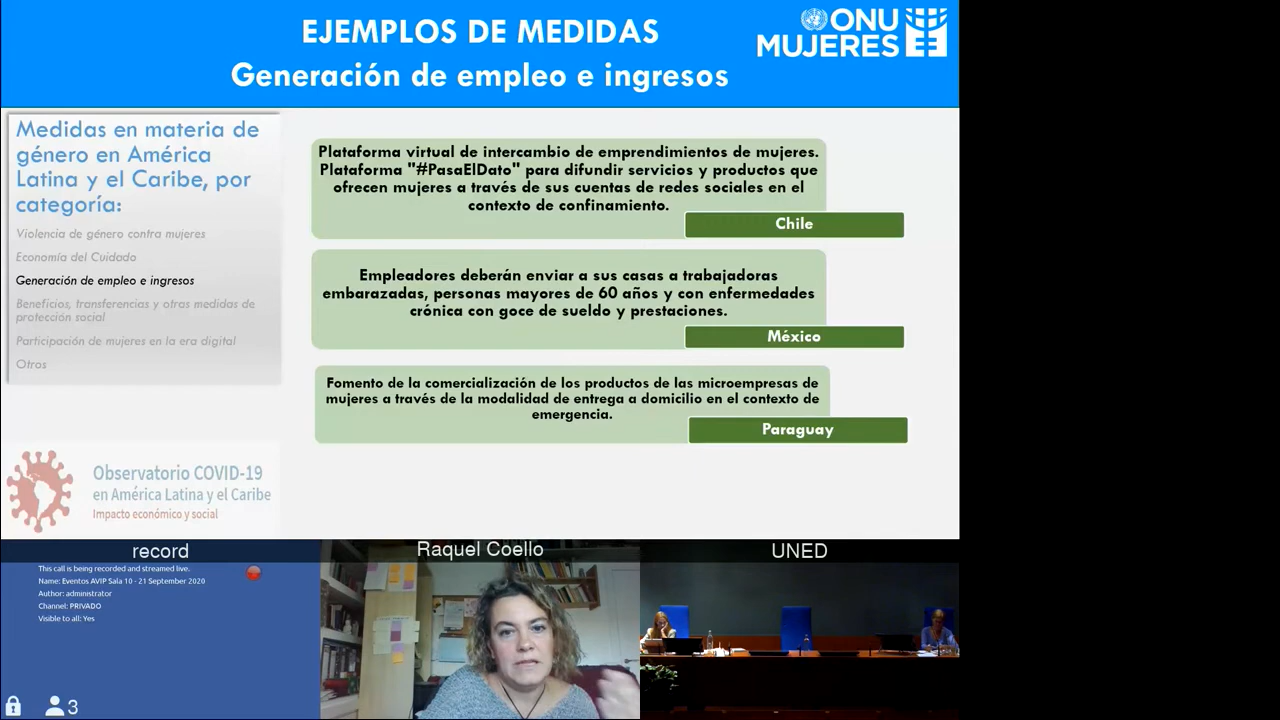 EJEMPLOS DE MEDIDAS
Generación de empleo e ingresos
ONU
MUJERES
Medidas en materia de
género en América
Latina y el Caribe, por
categoría:
Violencia de género contra mujeres
Economía del Cuidado
Generación de empleo e ingresos
Beneficios, transferencias y otras medidas de
protección social
Participación de mujeres en la era digital
Otros
Plataforma virtual de intercambio de emprendimientos de mujeres.
Plataforma "#PasaElDato" para difundir servicios y productos que
ofrecen mujeres a través de sus cuentas de redes sociales en el
contexto de confinamiento.
Chile
Empleadores deberán enviar a sus casas a trabajadoras
embarazadas, personas mayores de 60 años y con enfermedades
crónica con goce de sueldo y prestaciones.
México
Fomento de la comercialización de los productos de las microempresas de
mujeres a través de la modalidad de entrega a domicilio en el contexto de
emergencia.
Paraguay
Observatorio COVID-19
en América Latina y el Caribe
Impacto económico y social
record
This call is being recorded and streamed live.
Name: Eventos AVIP Sala 10 - 21 September 2020
Author: administrator
Channel: PRIVADO
Visible to all: Yes
3
Raquel Coello
UNED